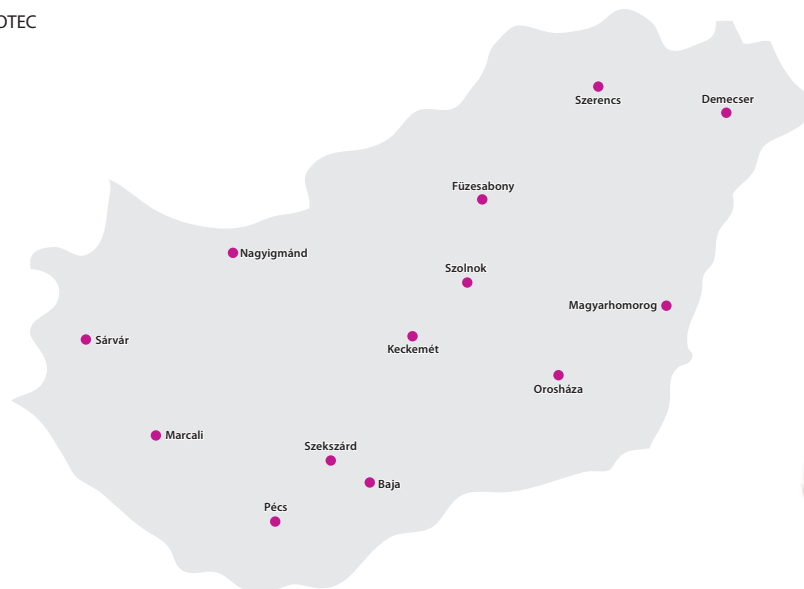 OTEC
Szerencs
Demecser
Füzesabony
Nagyigmánd
Szolnok
Magyarhomorog
Sárvár
Keckemét
Orosháza
Marcali
Szekszárd
Baja
Pécs